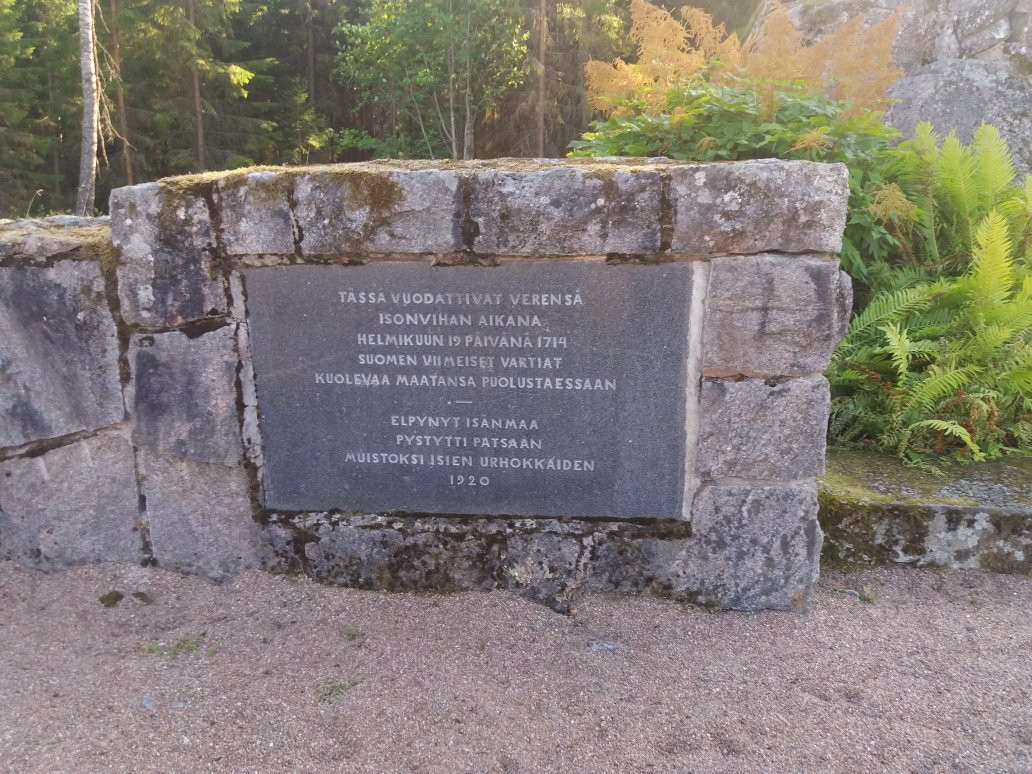 TÄSSÄ VUODATTIVAT VERENSÄ
ISONVIHAN AIKANA
HELMIKUUN 19 PÄIVÄNÄ 1714
SUOMEN VIIMEISET VARTIAT
KUOLEVAA MAATANSA PUOLUSTAESSAAN
—
ELPYNYT ISÄNMAA
PYSTYTTI PATSAAN
MUISTOKSI ISIEN URHOKKAIDEN
1920